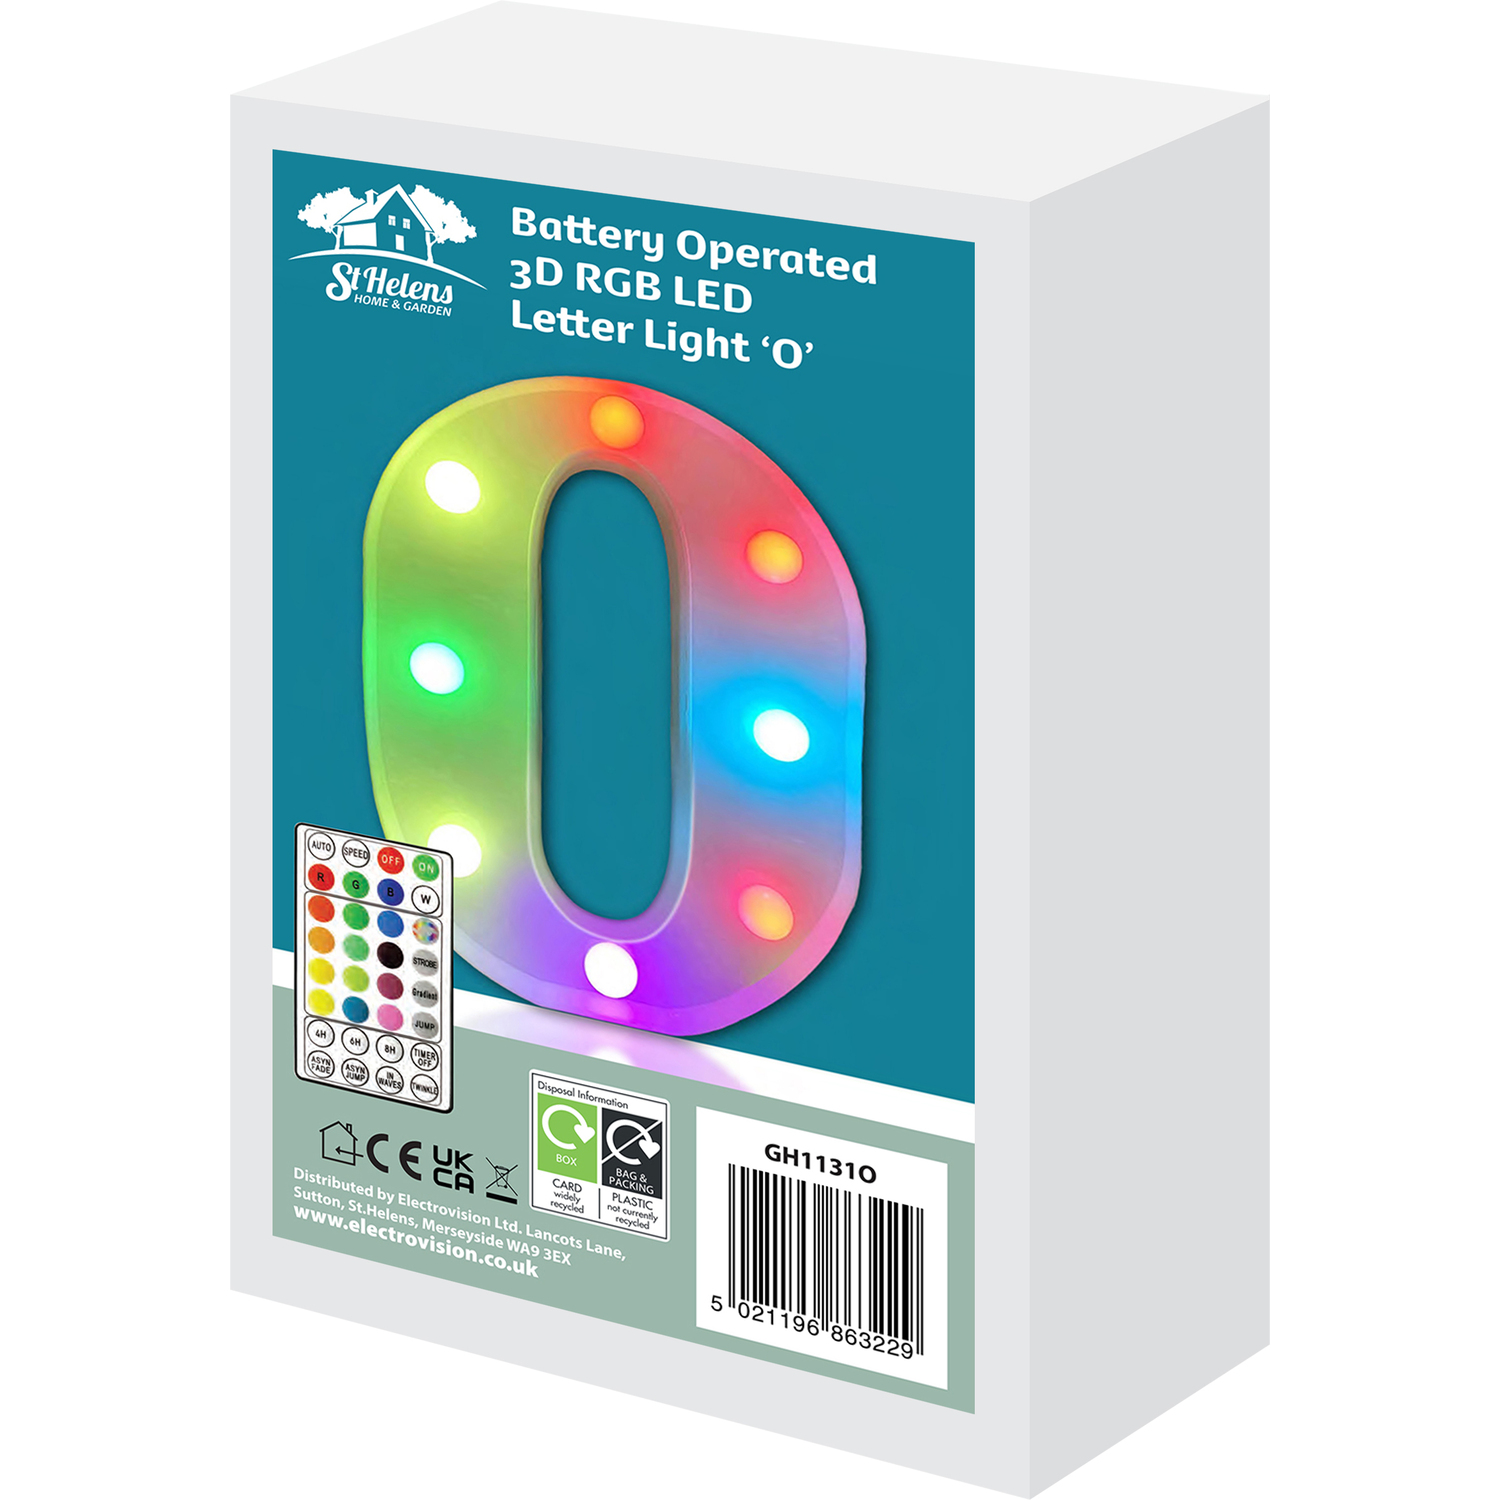 St Helens
HOME & GARDEN
Battery Operated
3D RGB LED
Letter Light ‘O’
AUTO SPEED OFF ON
R G B W
STROBE
Gradient
JUMP
4H 6H 8H TIMER OFF
ASYN FADE ASYN JUMP IN WAVES TWINKLE
CE UK CA
Distributed by Electrovision Ltd. Lancots Lane,
Sutton, St.Helens, Merseyside WA9 3EX
www.electrovision.co.uk
Disposal Information
BOX
CARD
widely
recycled
BAG &
PACKING
PLASTIC
not currently
recycled
GH1131O
5 021196 863229